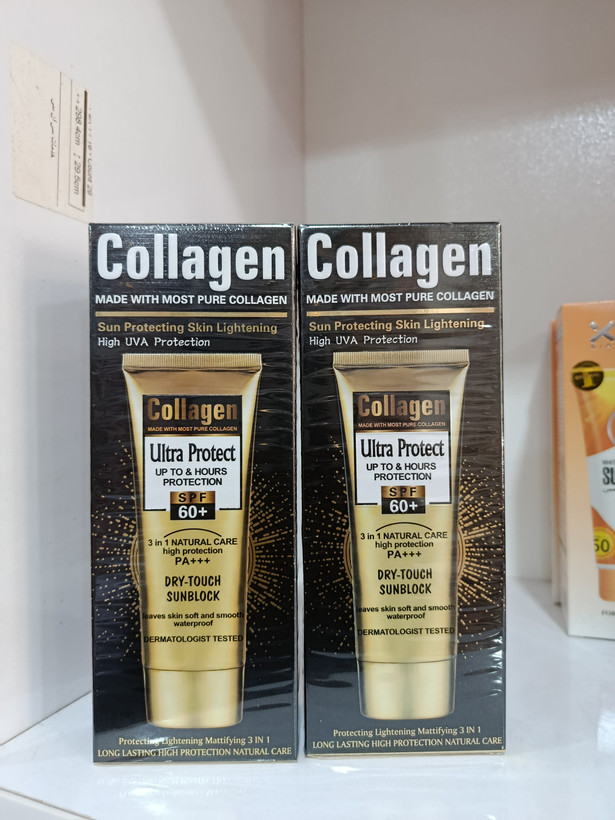 Collagen
MADE WITH MOST PURE COLLAGEN
Sun Protecting Skin Lightening
High UVA Protection
Collagen
MADE WITH MOST PURE COLLAGEN
Ultra Protect
UP TO & HOURS
PROTECTION
SPF
60+
3 in 1 NATURAL CARE
high protection
PA+++
DRY-TOUCH
SUNBLOCK
leaves skin soft and smooth
waterproof
DERMATOLOGIST TESTED
Protecting Lightening Mattifying 3 IN 1
LONG LASTING HIGH PROTECTION NATURAL CARE
Collagen
MADE WITH MOST PURE COLLAGEN
Sun Protecting Skin Lightening
High UVA Protection
Collagen
MADE WITH MOST PURE COLLAGEN
Ultra Protect
UP TO & HOURS
PROTECTION
SPF
60+
3 in 1 NATURAL CARE
high protection
PA+++
DRY-TOUCH
SUNBLOCK
leaves skin soft and smooth
waterproof
DERMATOLOGIST TESTED
Protecting Lightening Mattifying 3 IN 1
LONG LASTING HIGH PROTECTION NATURAL CARE
50